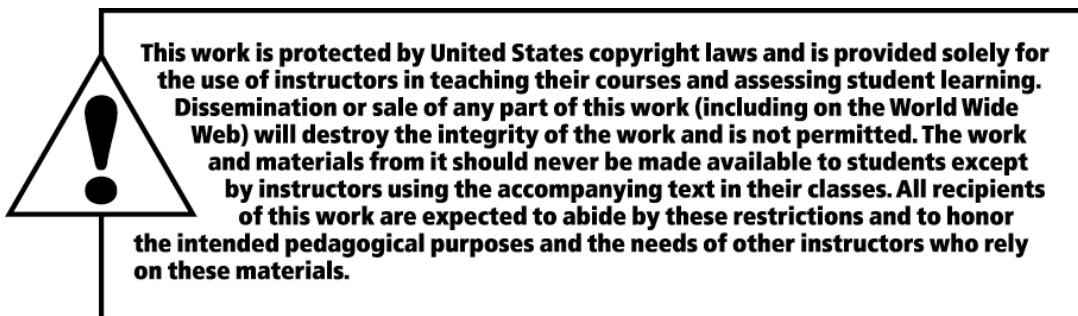 This work is protected by United States copyright laws and is provided solely for
the use of instructors in teaching their courses and assessing student learning.
Dissemination or sale of any part of this work (including on the World Wide
Web) will destroy the integrity of the work and is not permitted. The work
and materials from it should never be made available to students except
by instructors using the accompanying text in their classes. All recipients
of this work are expected to abide by these restrictions and to honor
the intended pedagogical purposes and the needs of other instructors who rely
on these materials.